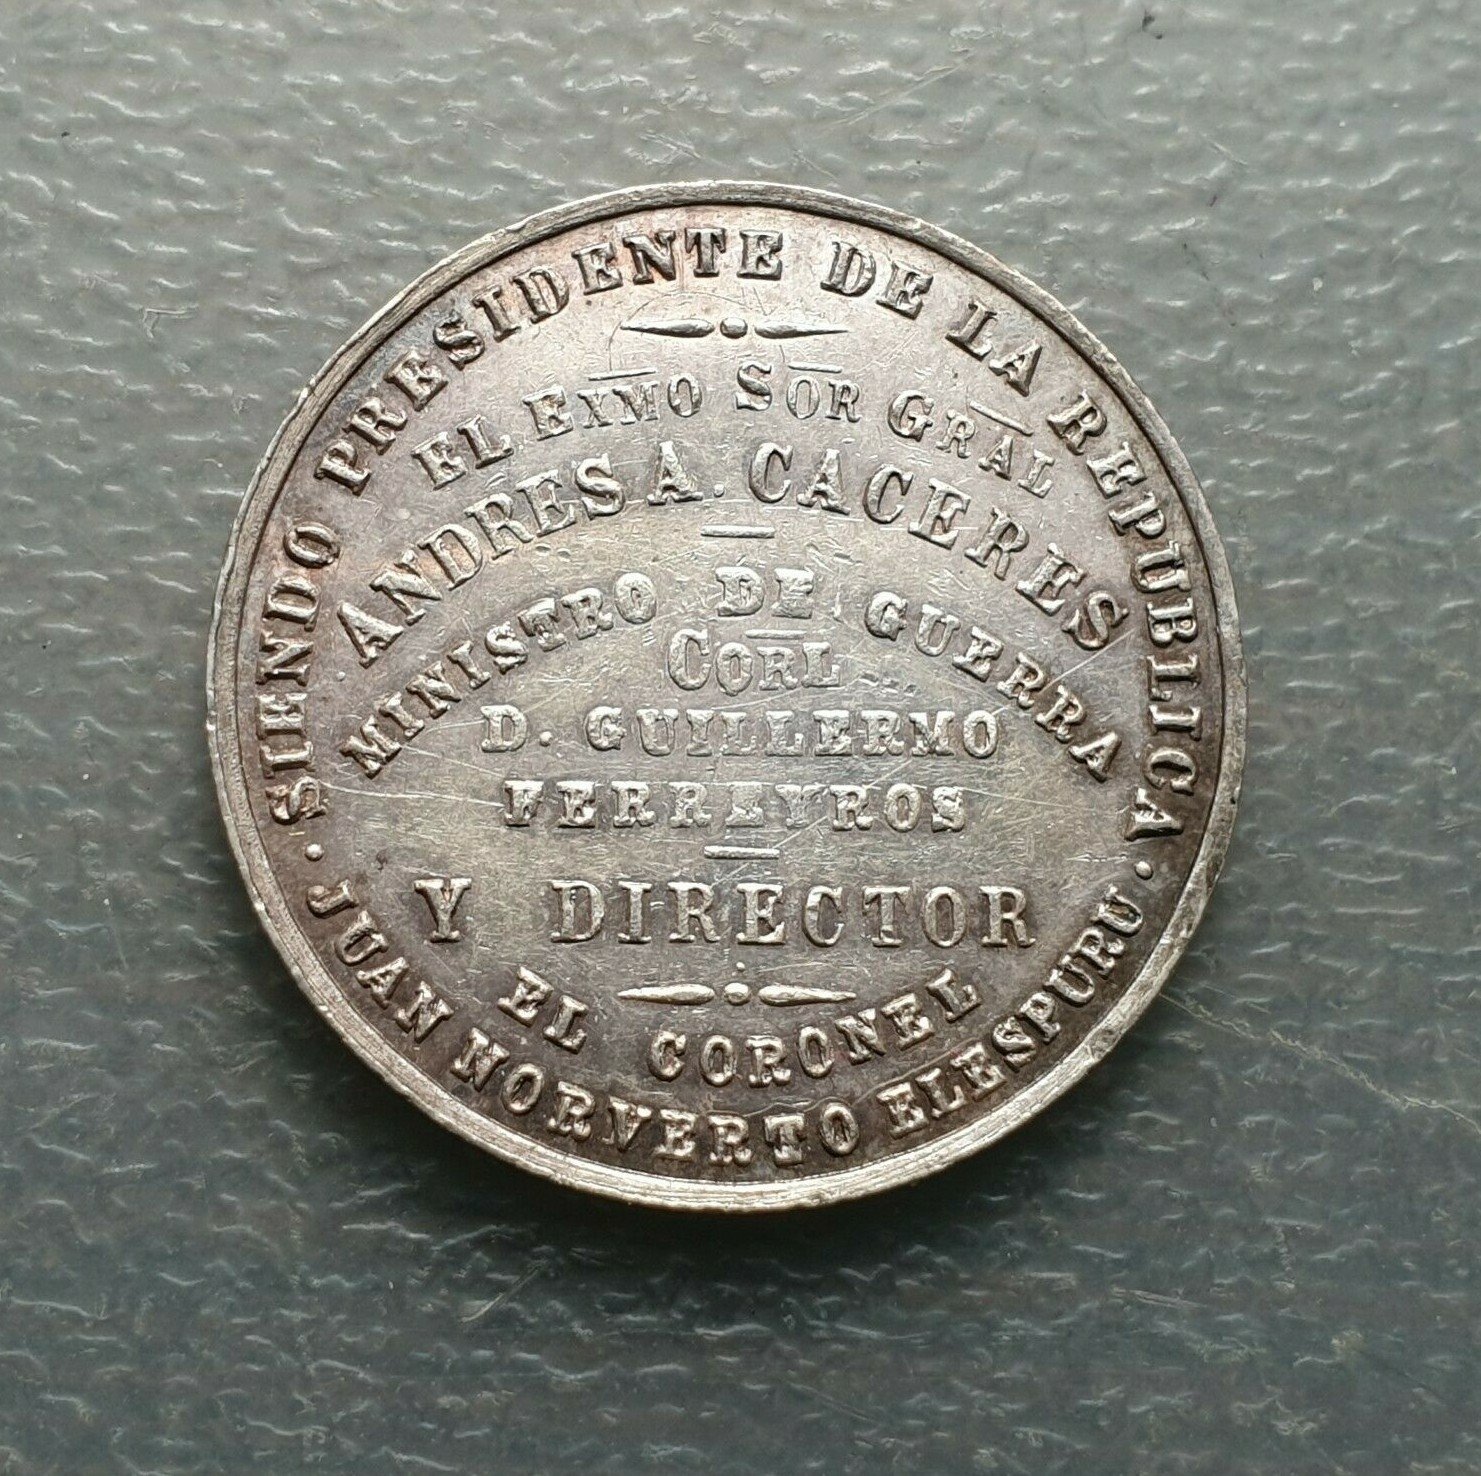 SIENDO PRESIDENTE DE LA REPUBLICA
EL EXMO SOR GRAL
ANDRES A. CACERES
MINISTRO DE GUERRA
CORL
D. GUILLERMO
FERREYROS
Y DIRECTOR
EL CORONEL
· JUAN NORVERTO ELESPURU ·